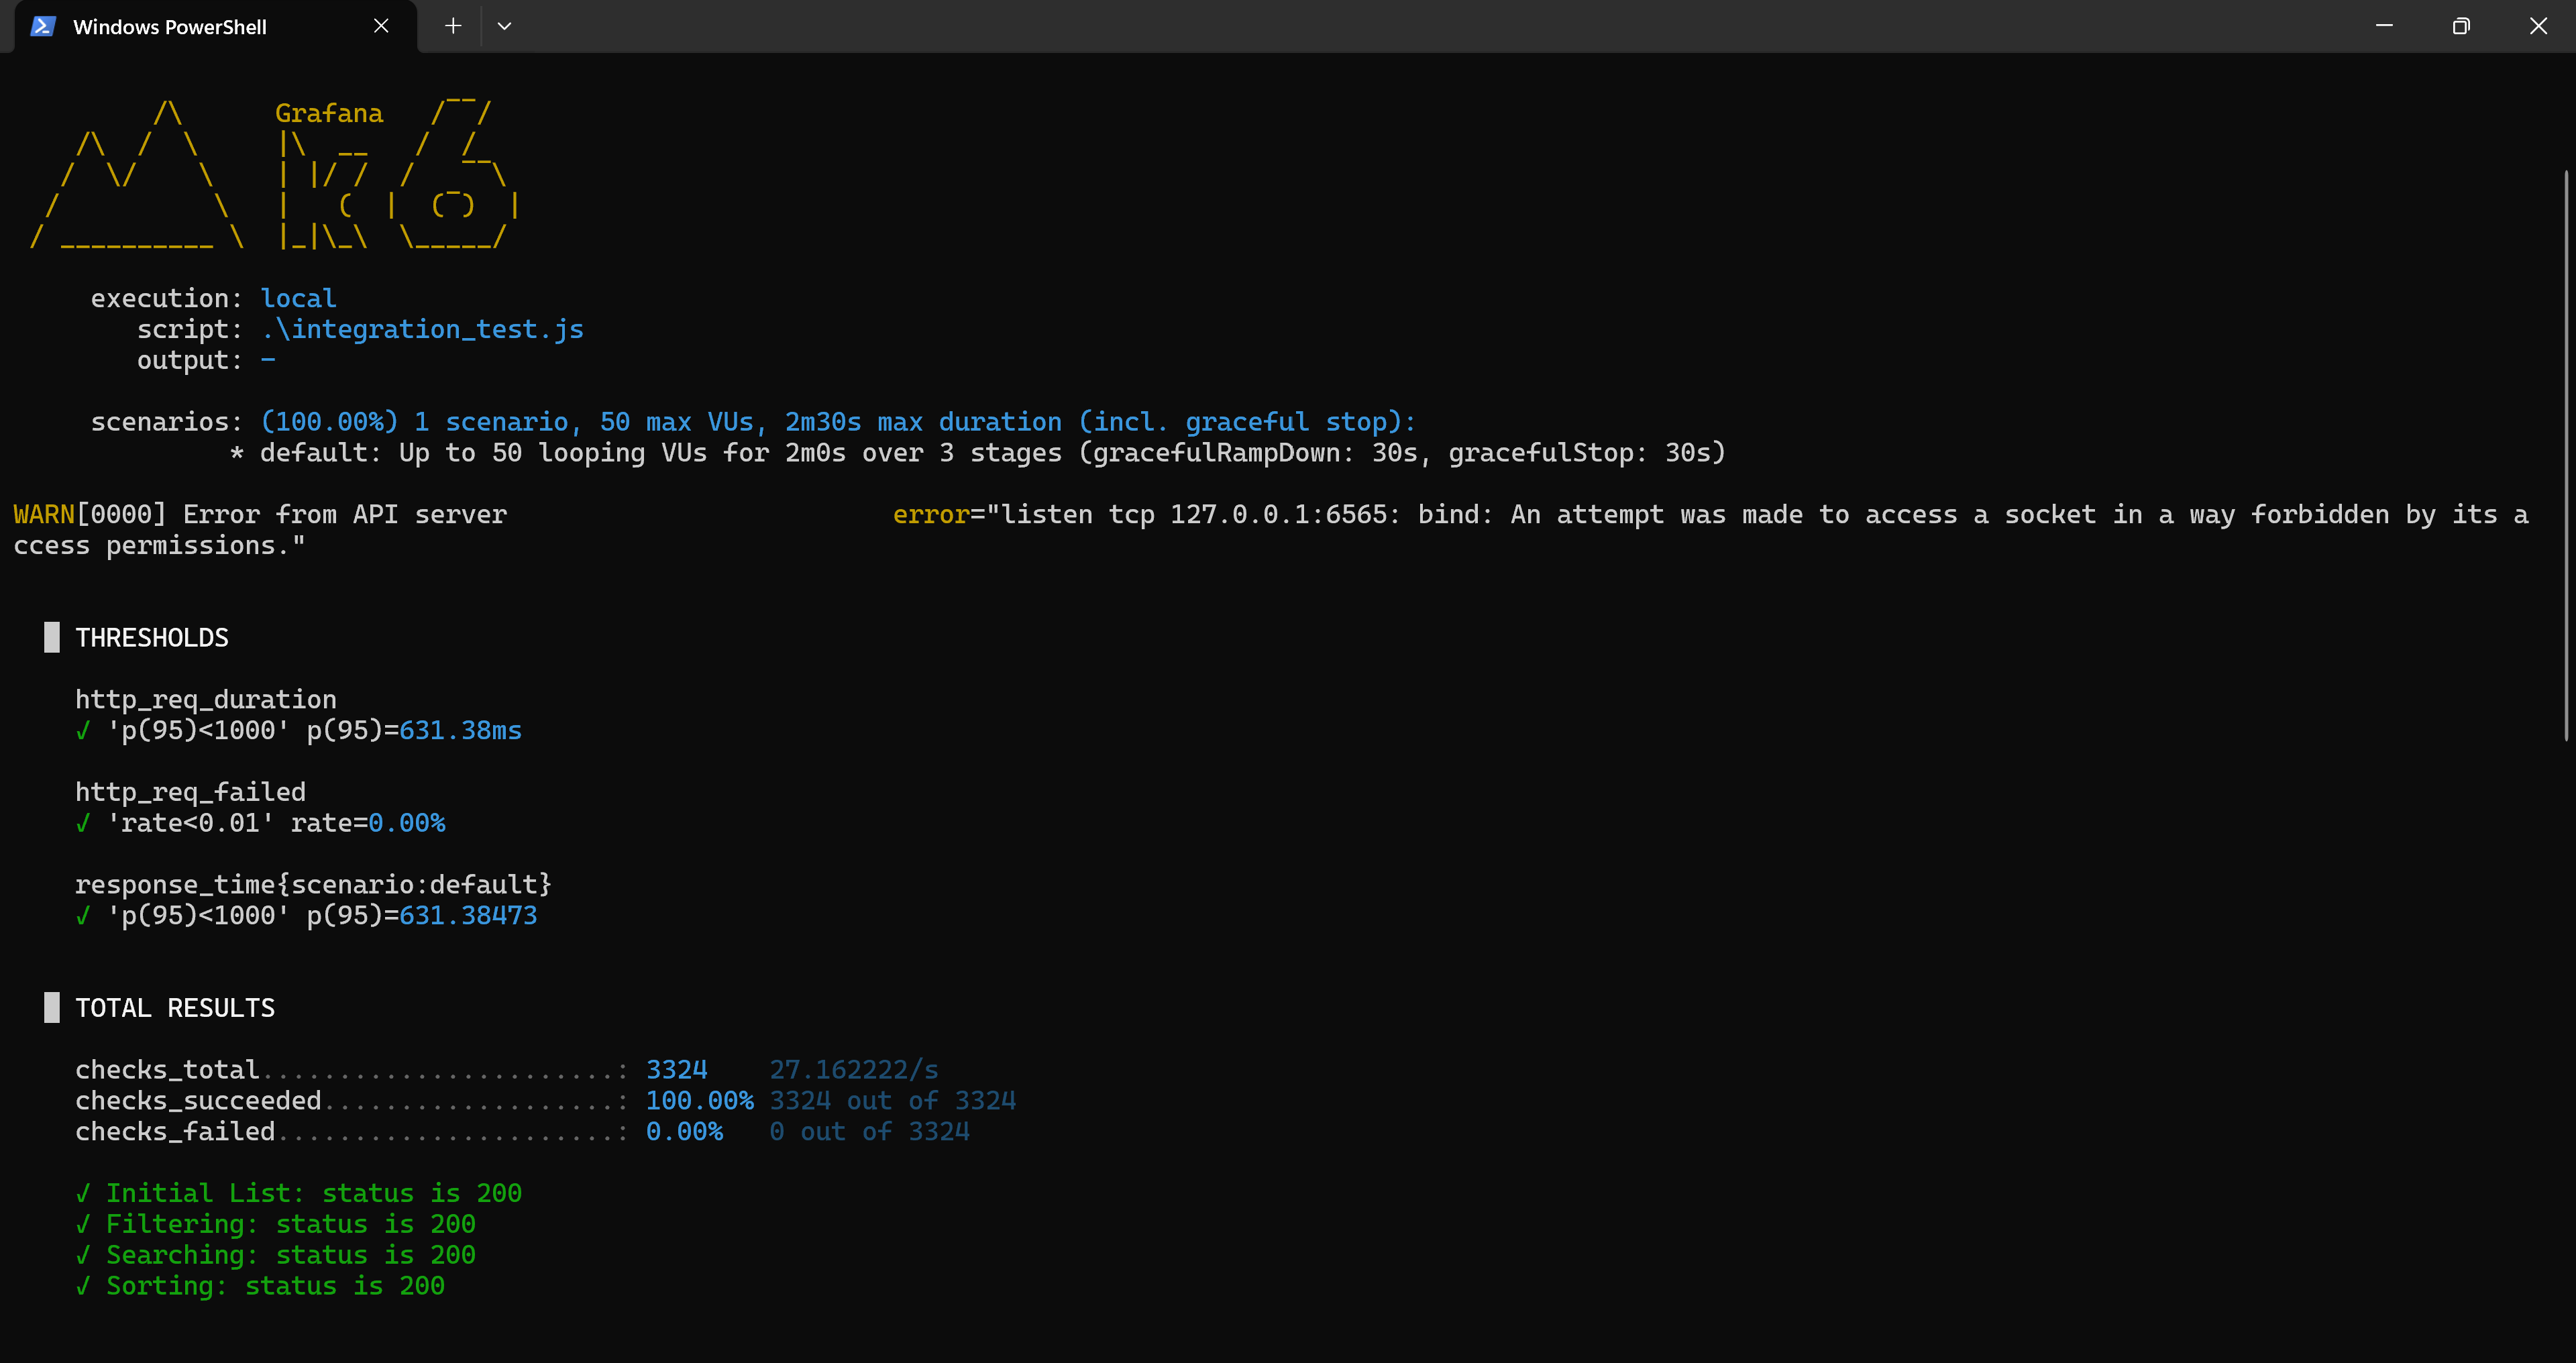 Windows PowerShell
         /\      Grafana   /‾‾/
    /\  /  \     |\  __   /  /
   /  \/    \    | |/ /  /   ‾‾\
  /          \   |   (  |  (‾)  |
 / __________ \  |_|\_\  \_____/
     execution: local
        script: .\integration_test.js
        output: -
     scenarios: (100.00%) 1 scenario, 50 max VUs, 2m30s max duration (incl. graceful stop):
              * default: Up to 50 looping VUs for 2m0s over 3 stages (gracefulRampDown: 30s, gracefulStop: 30s)
WARN[0000] Error from API server                         error="listen tcp 127.0.0.1:6565: bind: An attempt was made to access a socket in a way forbidden by its a
ccess permissions."
  █ THRESHOLDS
    http_req_duration
    ✓ 'p(95)<1000' p(95)=631.38ms
    http_req_failed
    ✓ 'rate<0.01' rate=0.00%
    response_time{scenario:default}
    ✓ 'p(95)<1000' p(95)=631.38473
  █ TOTAL RESULTS
    checks_total.......................: 3324    27.162222/s
    checks_succeeded...................: 100.00% 3324 out of 3324
    checks_failed......................: 0.00%   0 out of 3324
    ✓ Initial List: status is 200
    ✓ Filtering: status is 200
    ✓ Searching: status is 200
    ✓ Sorting: status is 200